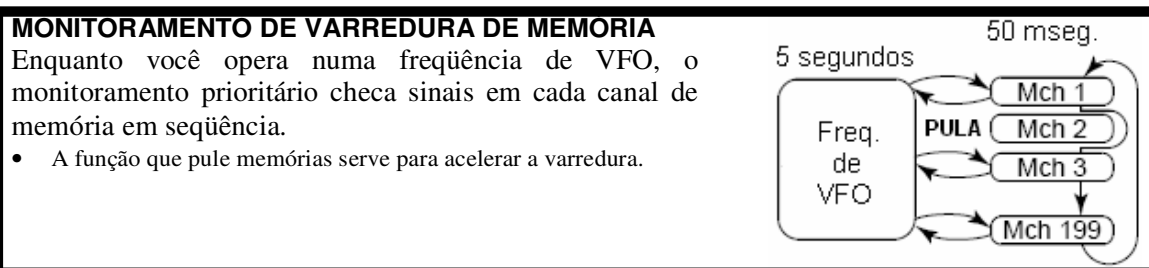 MONITORAMENTO DE VARREDURA DE MEMÓRIA
Enquanto você opera numa freqüência de VFO, o
monitoramento prioritário checa sinais em cada canal de
memória em seqüência.
• A função que pule memórias serve para acelerar a varredura.
50 mseg.
5 segundos
Mch 1
Freq.
de
VFO
PULA
Mch 2
Mch 3
Mch 199